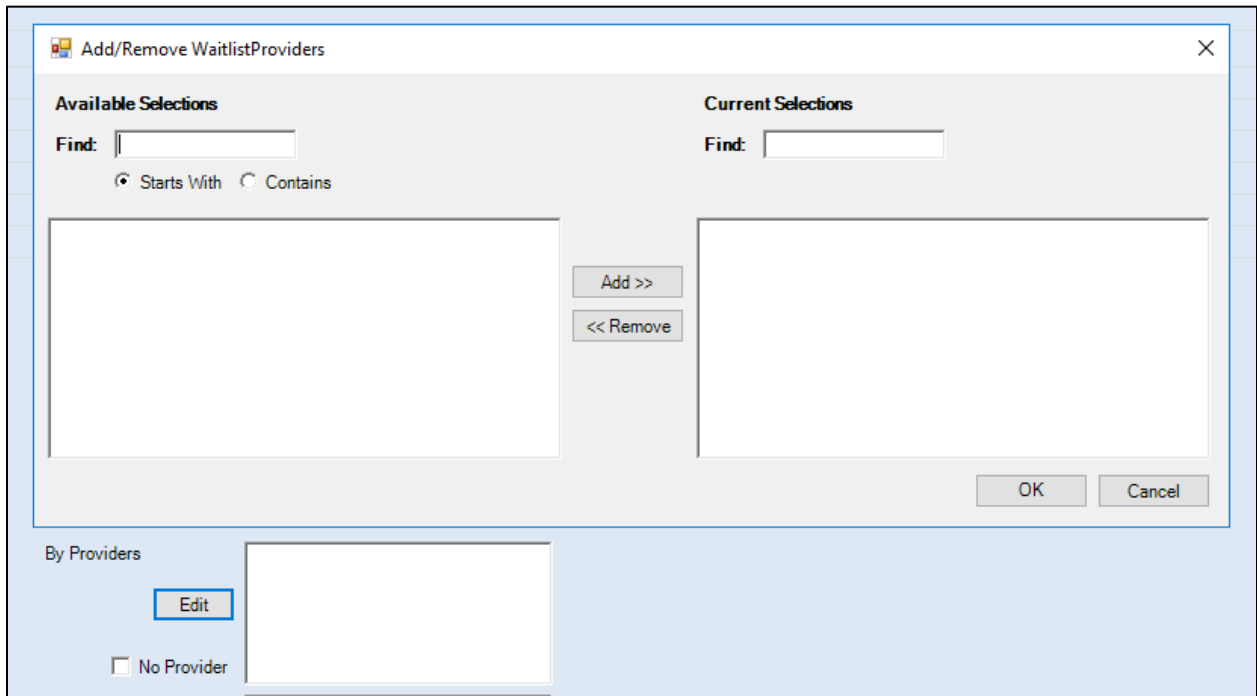 Add/Remove WaitlistProviders
Available Selections
Current Selections
Find:
Find:
Starts With
Contains
Add >>
<< Remove
OK
Cancel
By Providers
Edit
No Provider